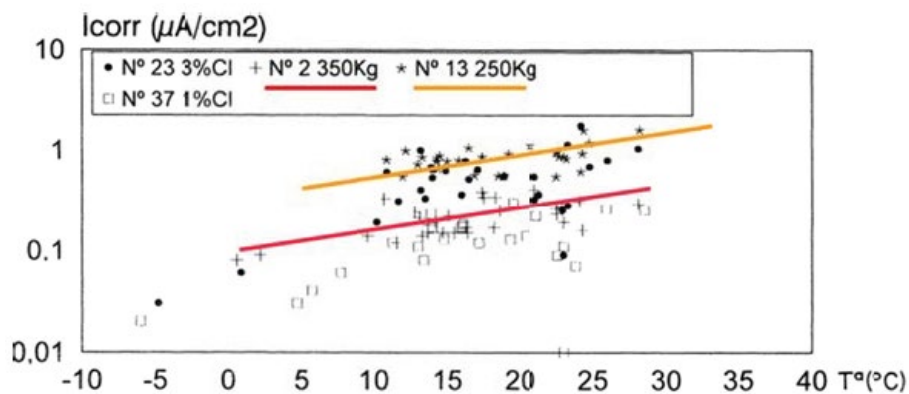 Icorr (µA/cm2)
10
• Nº 23 3%Cl + Nº 2 350Kg * Nº 13 250Kg
□ Nº 37 1%Cl
1
0.1
0,01
-10 -5 0 5 10 15 20 25 30 35 40 Tª(°C)